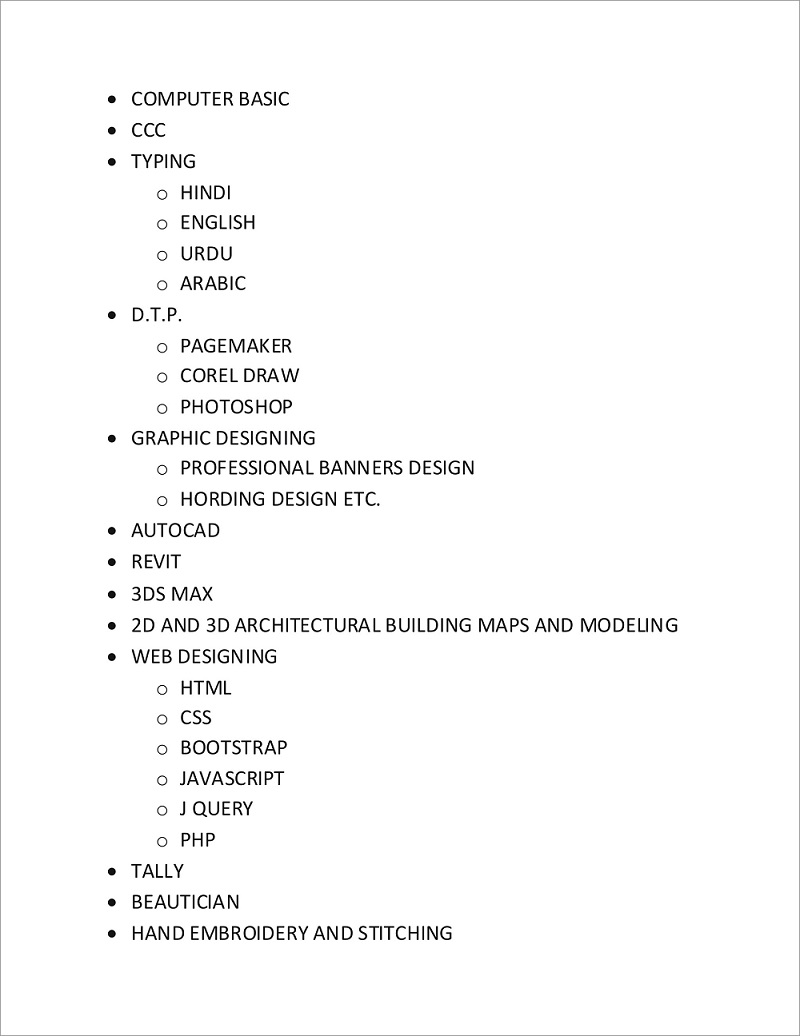 • COMPUTER BASIC
• CCC
• TYPING
o HINDI
o ENGLISH
o URDU
o ARABIC
• D.T.P.
o PAGEMAKER
o COREL DRAW
o PHOTOSHOP
• GRAPHIC DESIGNING
o PROFESSIONAL BANNERS DESIGN
o HORDING DESIGN ETC.
• AUTOCAD
• REVIT
• 3DS MAX
• 2D AND 3D ARCHITECTURAL BUILDING MAPS AND MODELING
• WEB DESIGNING
o HTML
o CSS
o BOOTSTRAP
o JAVASCRIPT
o J QUERY
o PHP
• TALLY
• BEAUTICIAN
• HAND EMBROIDERY AND STITCHING